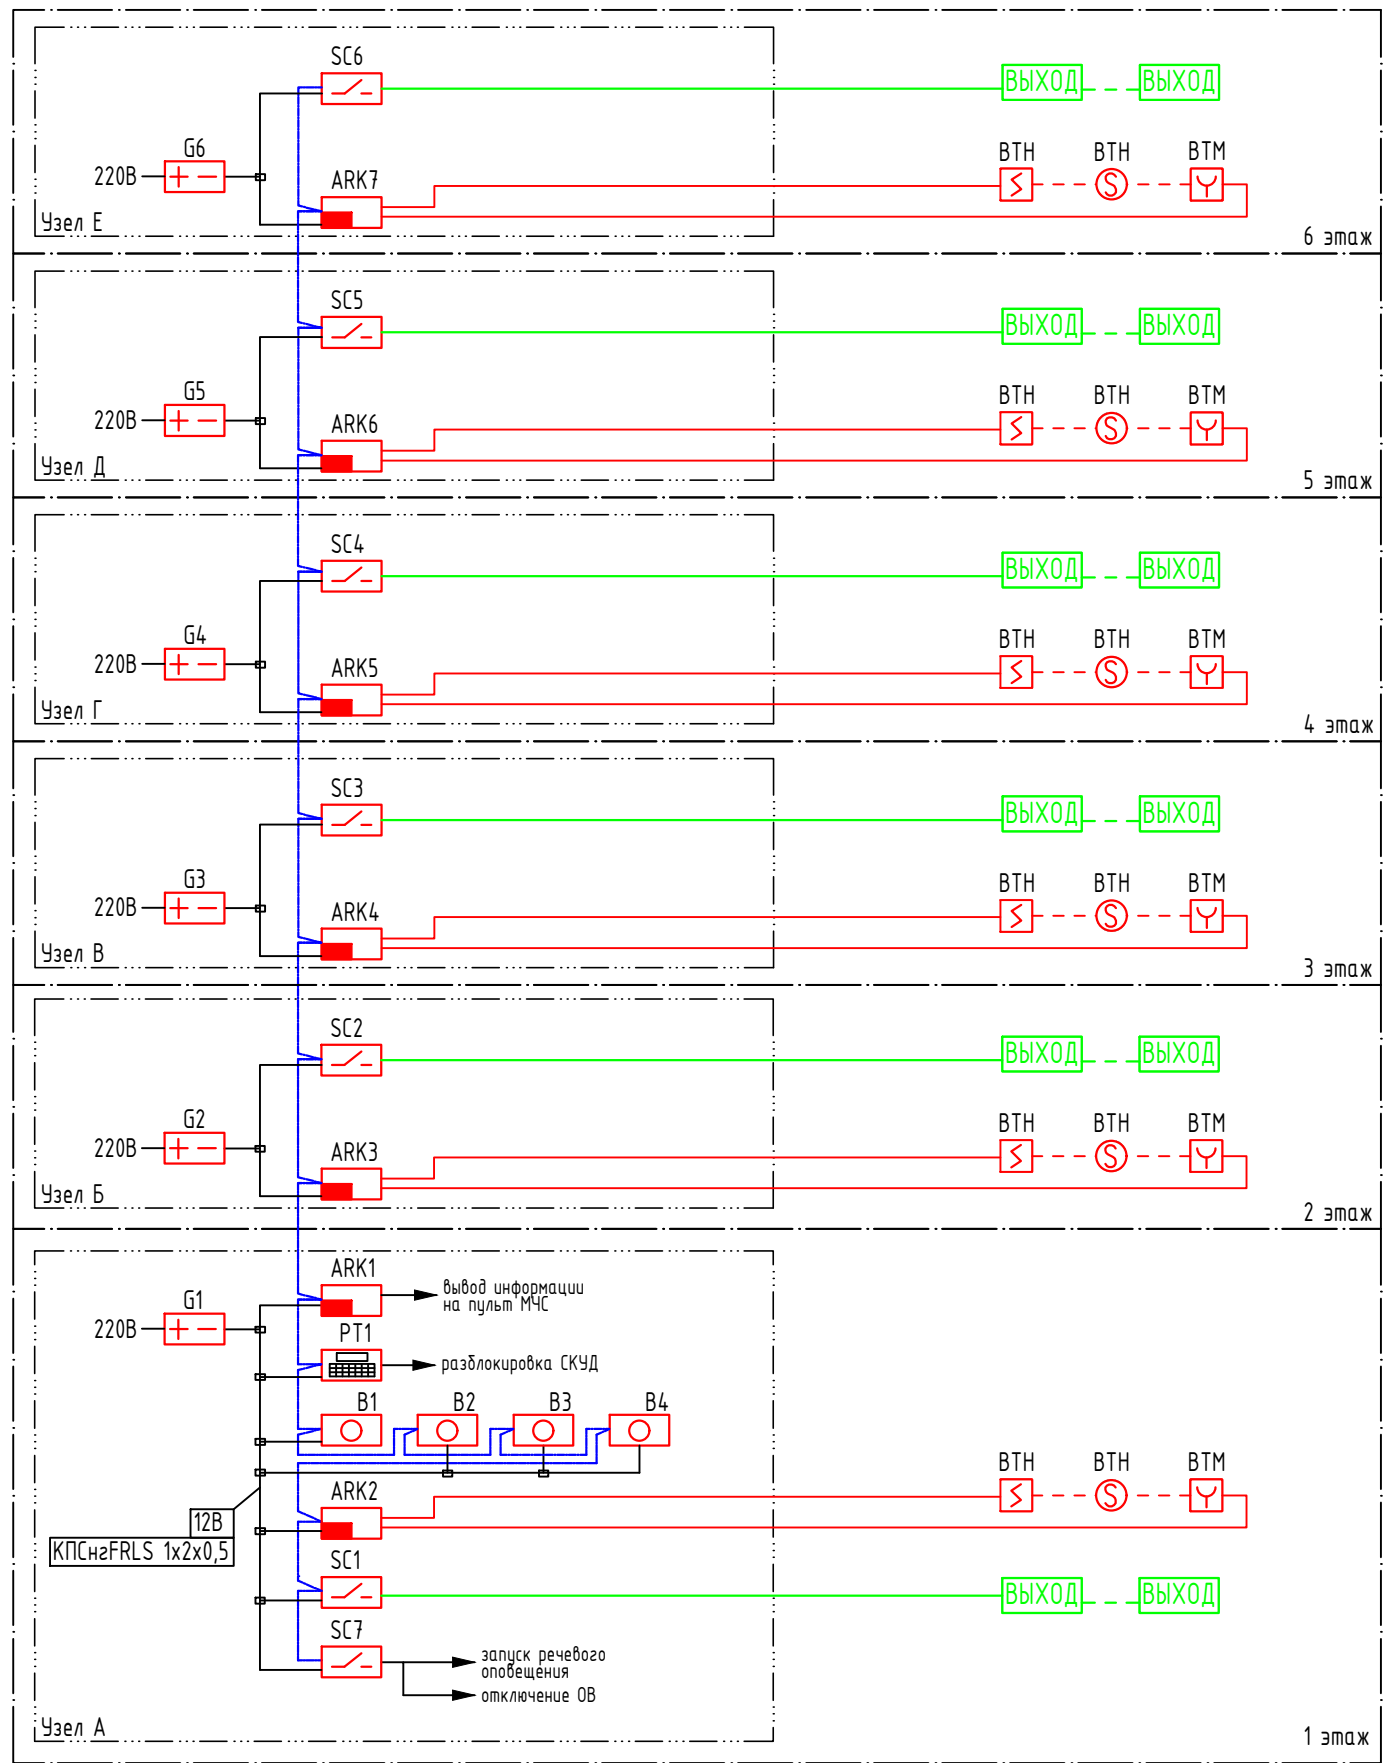 SC6
ВЫХОД ВЫХОД
G6
220В
ARK7
ВТН ВТН ВТМ
Узел Е
6 этаж
SC5
ВЫХОД ВЫХОД
G5
220В
ARK6
ВТН ВТН ВТМ
Узел Д
5 этаж
SC4
ВЫХОД ВЫХОД
G4
220В
ARK5
ВТН ВТН ВТМ
Узел Г
4 этаж
SC3
ВЫХОД ВЫХОД
G3
220В
ARK4
ВТН ВТН ВТМ
Узел В
3 этаж
SC2
ВЫХОД ВЫХОД
G2
220В
ARK3
ВТН ВТН ВТМ
Узел Б
2 этаж
ARK1
вывод информации
на пульт МЧС
G1
220В
PT1
разблокировка СКУД
B1 B2 B3 B4
ARK2
ВТН ВТН ВТМ
12В
КПСнгFRLS 1x2x0,5
SC1
ВЫХОД ВЫХОД
SC7
запуск речевого
оповещения
отключение ОВ
Узел А
1 этаж